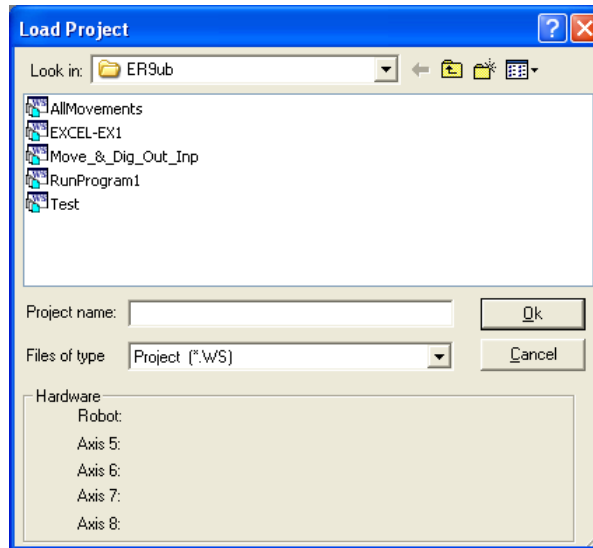 Load Project
Look in: ER9ub
AllMovements
EXCEL-EX1
Move_&_Dig_Out_Inp
RunProgram1
Test
Project name:
Ok
Files of type Project (*.WS)
Cancel
Hardware
Robot:
Axis 5:
Axis 6:
Axis 7:
Axis 8: